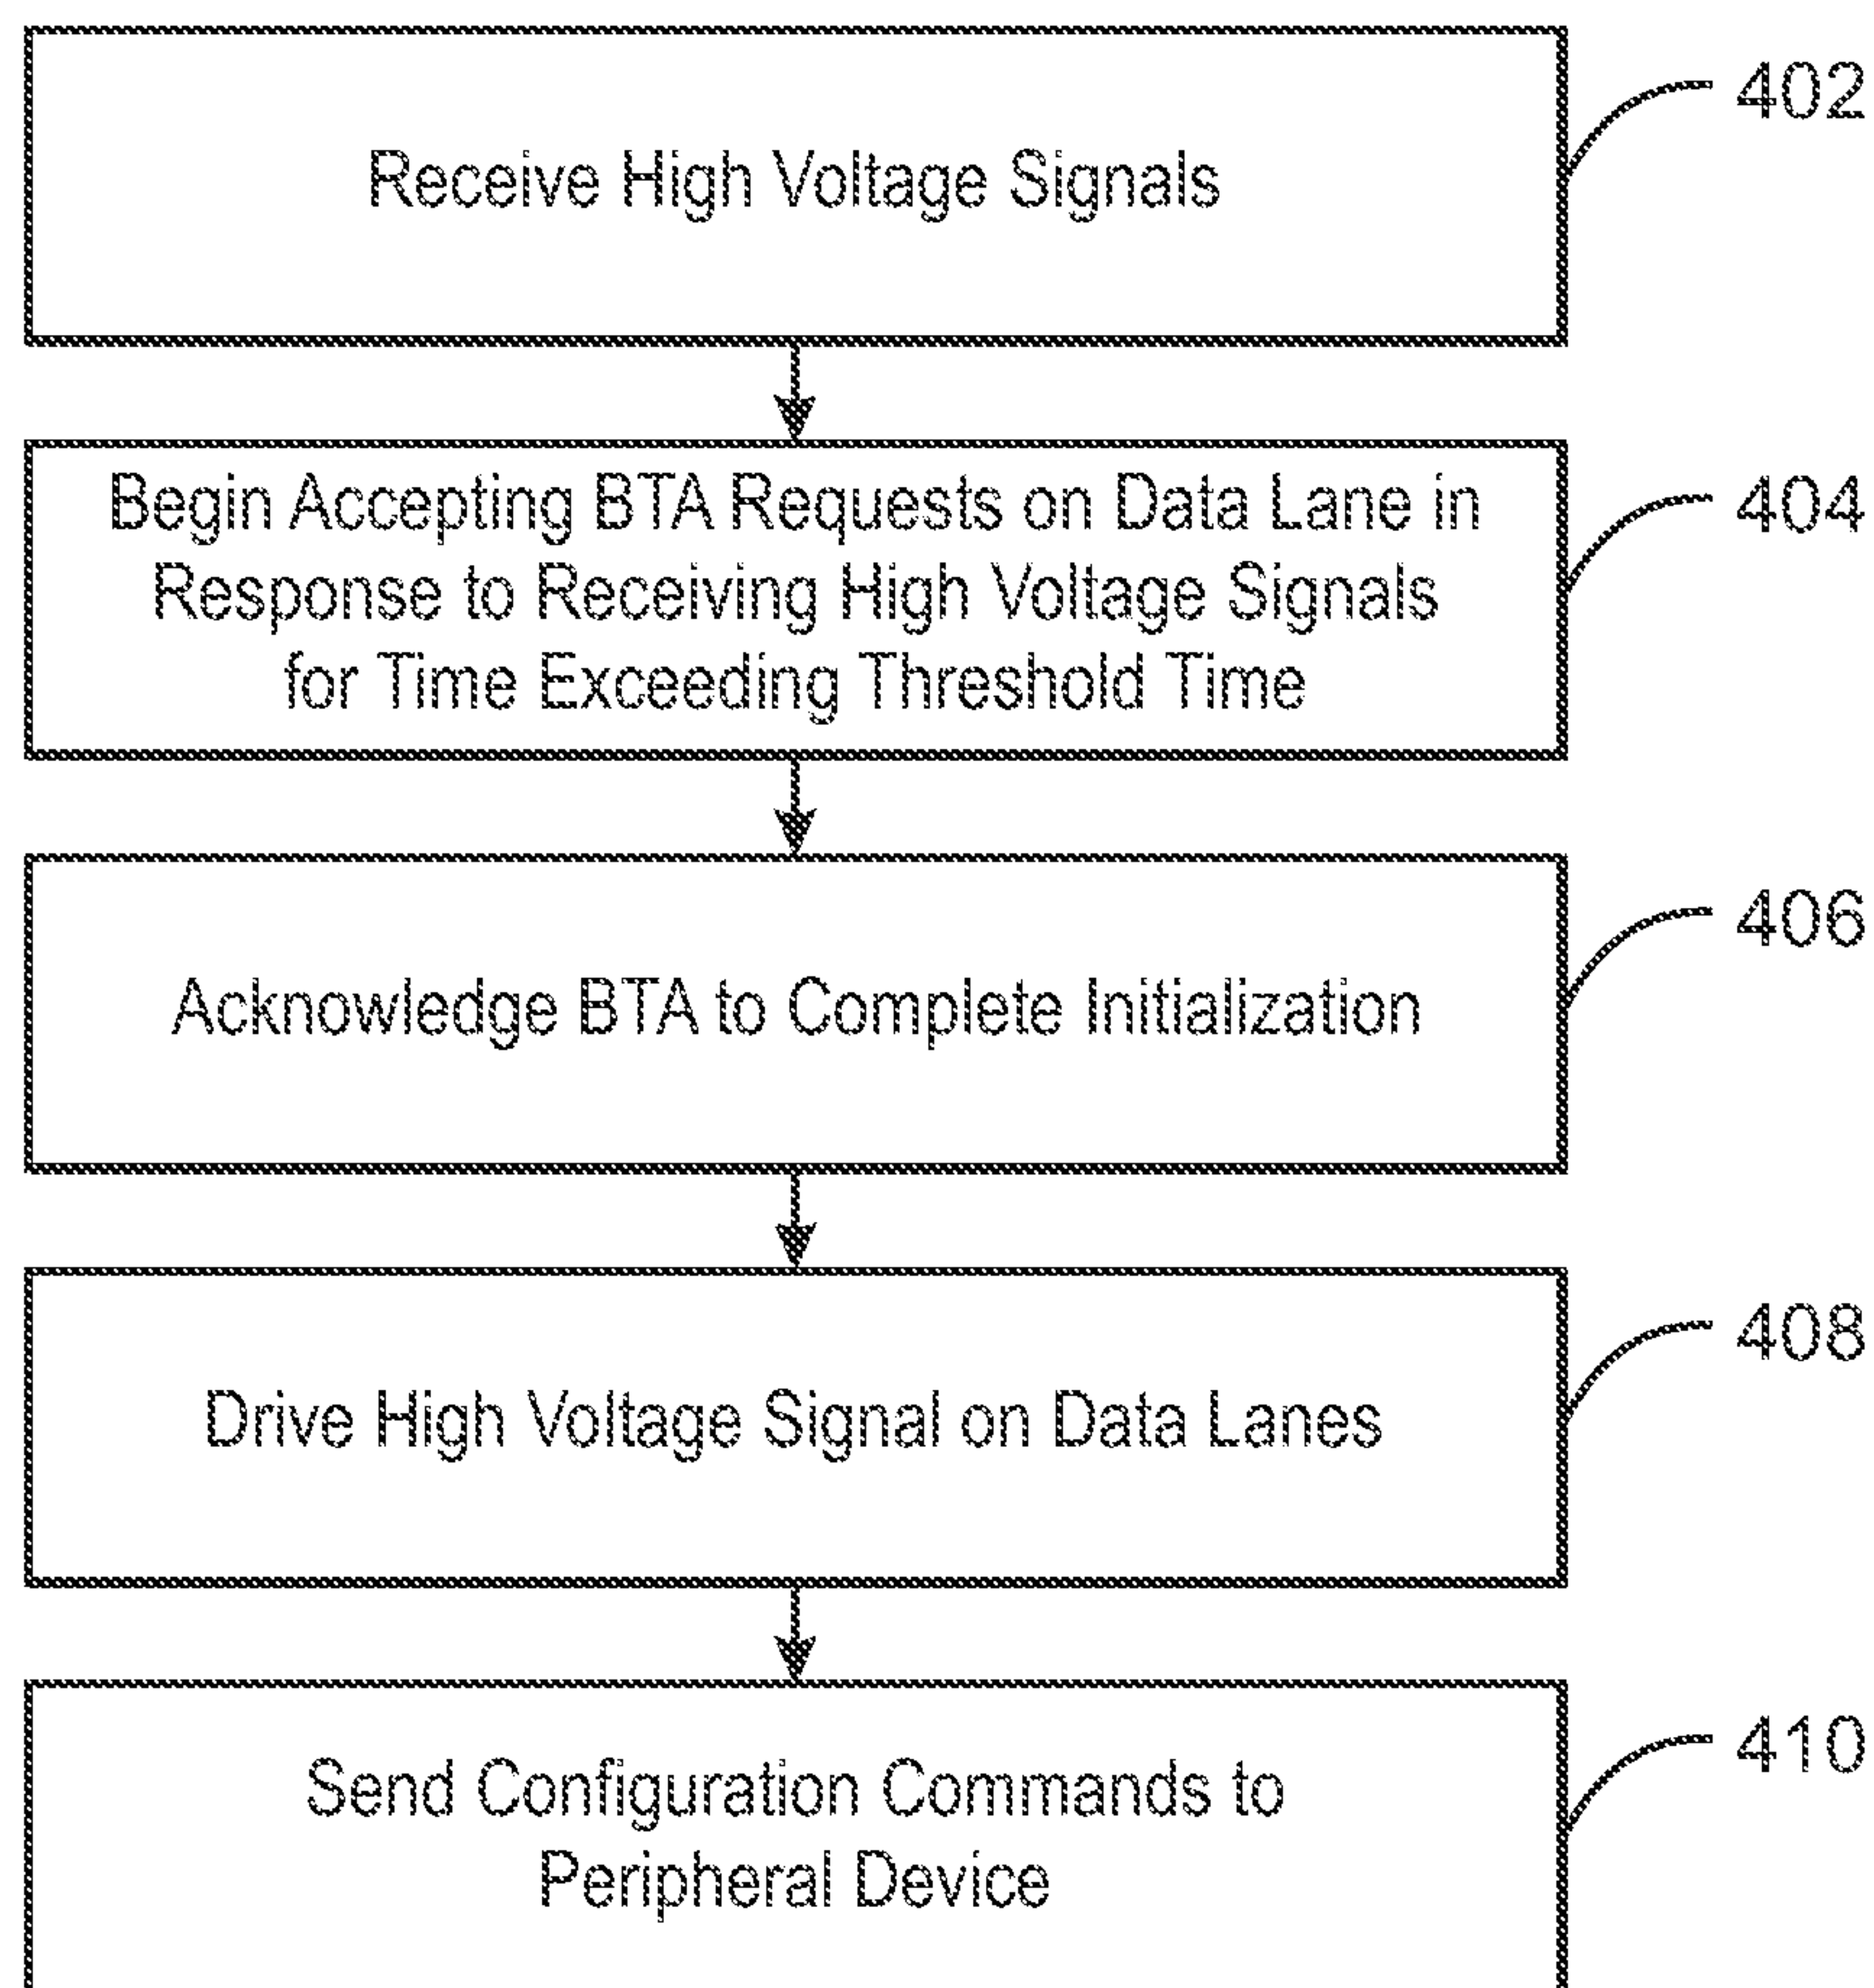 Receive High Voltage Signals
402
Begin Accepting BTA Requests on Data Lane in
Response to Receiving High Voltage Signals
for Time Exceeding Threshold Time
404
Acknowledge BTA to Complete Initialization
406
Drive High Voltage Signal on Data Lanes
408
Send Configuration Commands to
Peripheral Device
410